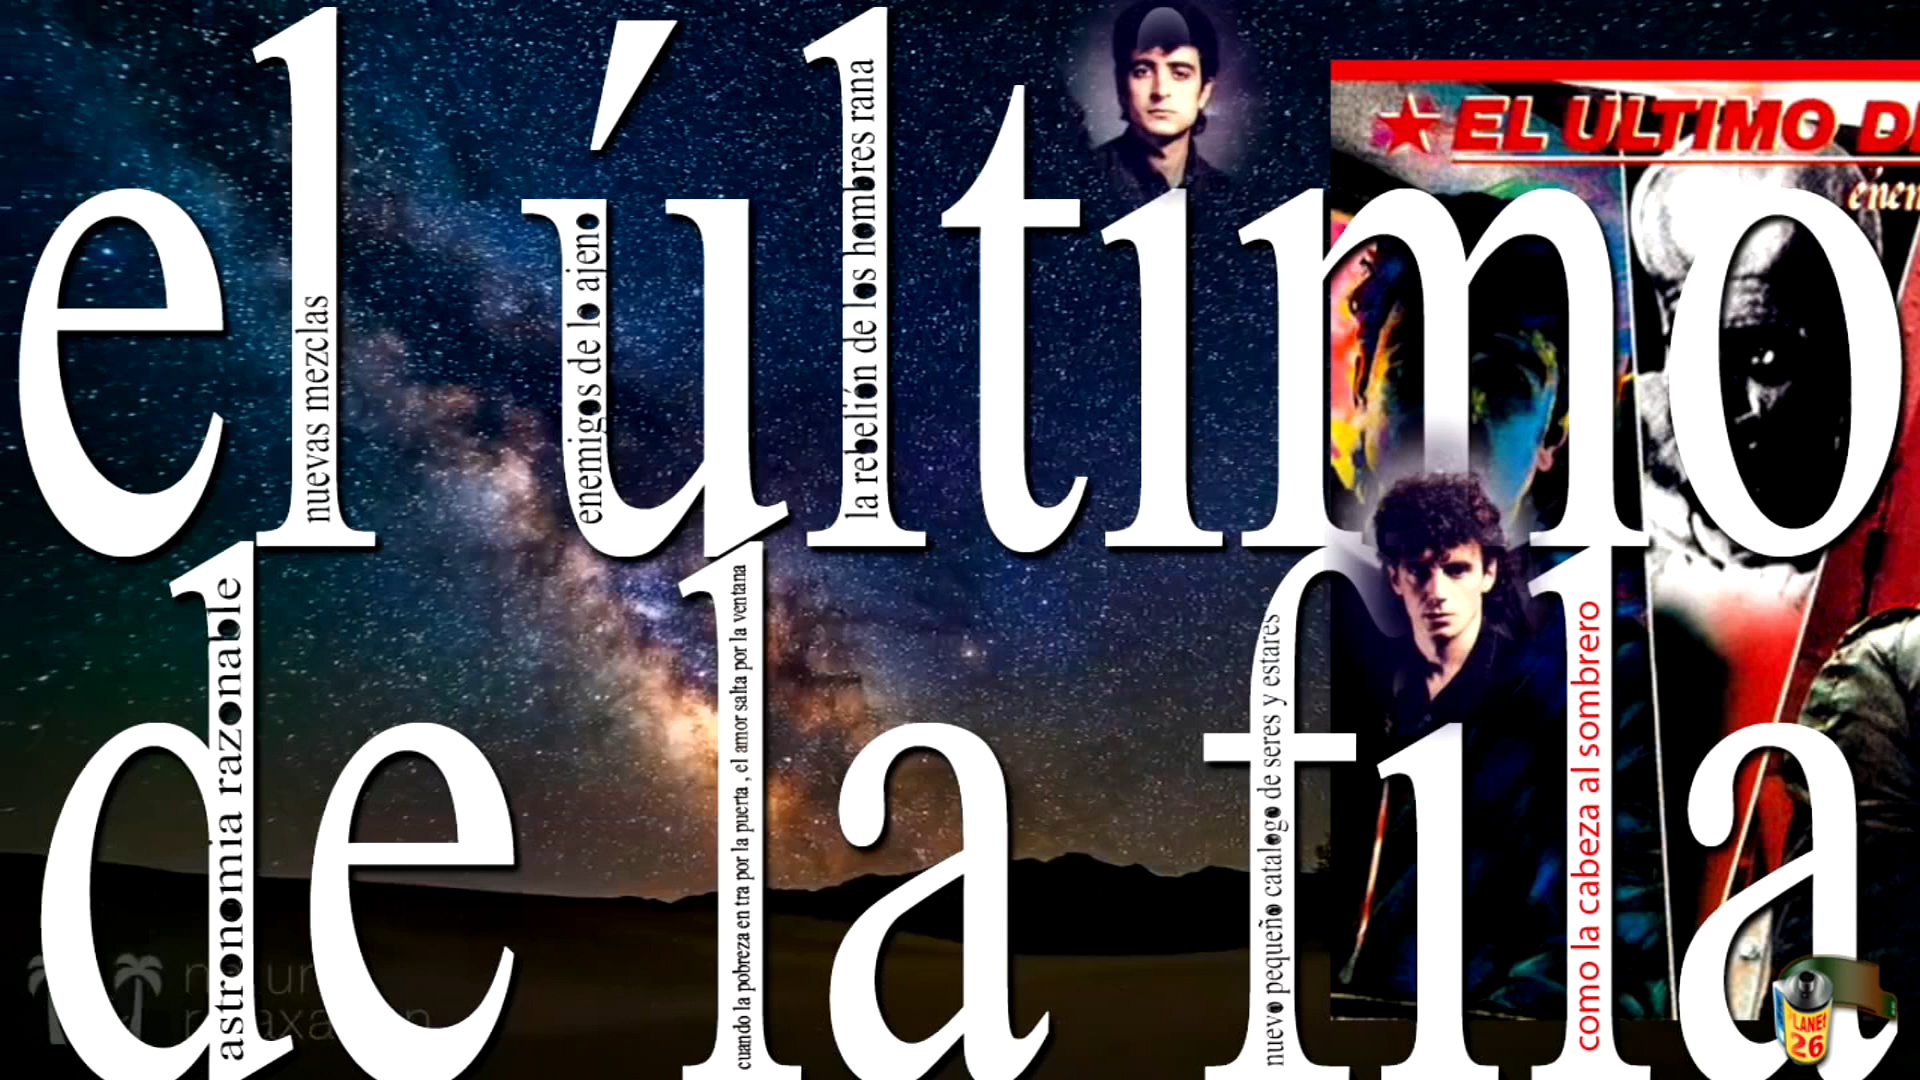 el último
de la fila
nuevas mezclas
enemigos de lo ajeno
la rebelión de los hombres rana
EL ULTIMO DE
astronomia razonable
cuando la pobreza en tra por la puerta , el amor salta por la ventana
nuevo pequeño catalogo de seres y estares
como la cabeza al sombrero
26